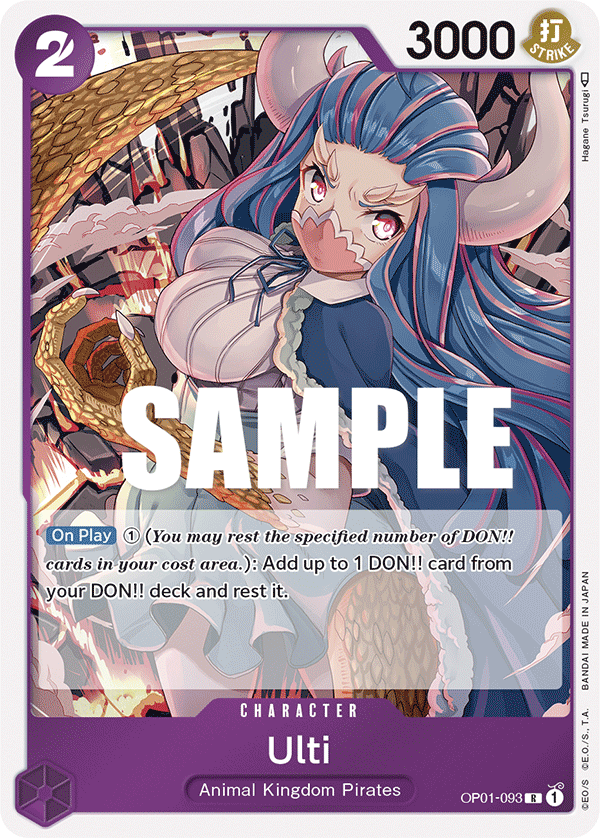 2
3000
打
STRIKE
Hagane Tsurugi
SAMPLE
On Play ① (You may rest the specified number of DON!!
cards in your cost area.): Add up to 1 DON!! card from
your DON!! deck and rest it.
CHARACTER
Ulti
Animal Kingdom Pirates
OP01-093 R 1
©EO/S ©E.O./S., T.A. BANDAI MADE IN JAPAN